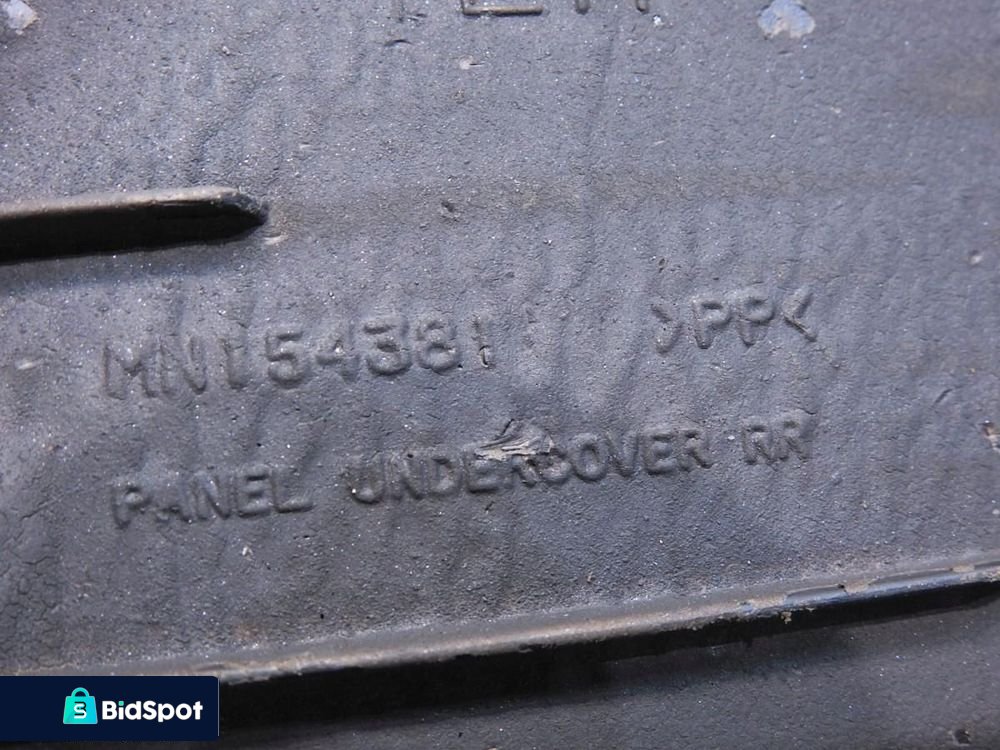 MN154381 >PP<
PANEL UNDERCOVER RR
BidSpot